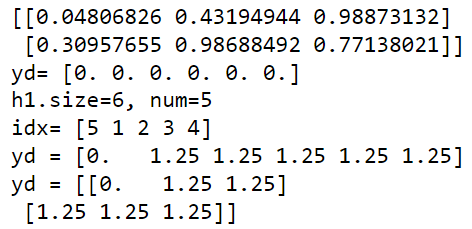 [[0.04806826 0.43194944 0.98873132]
 [0.30957655 0.98688492 0.77138021]]
yd= [0. 0. 0. 0. 0. 0.]
h1.size=6, num=5
idx= [5 1 2 3 4]
yd = [0.   1.25 1.25 1.25 1.25 1.25]
yd = [[0.   1.25 1.25]
 [1.25 1.25 1.25]]